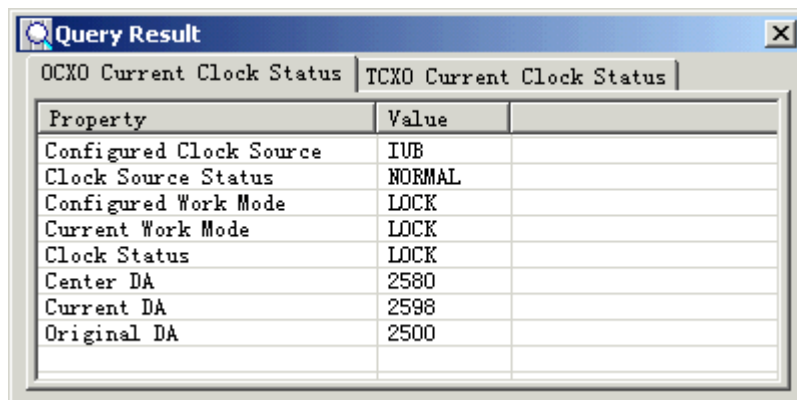 Query Result
OCXO Current Clock Status TCXO Current Clock Status
Property Value
Configured Clock Source IUB
Clock Source Status NORMAL
Configured Work Mode LOCK
Current Work Mode LOCK
Clock Status LOCK
Center DA 2580
Current DA 2598
Original DA 2500